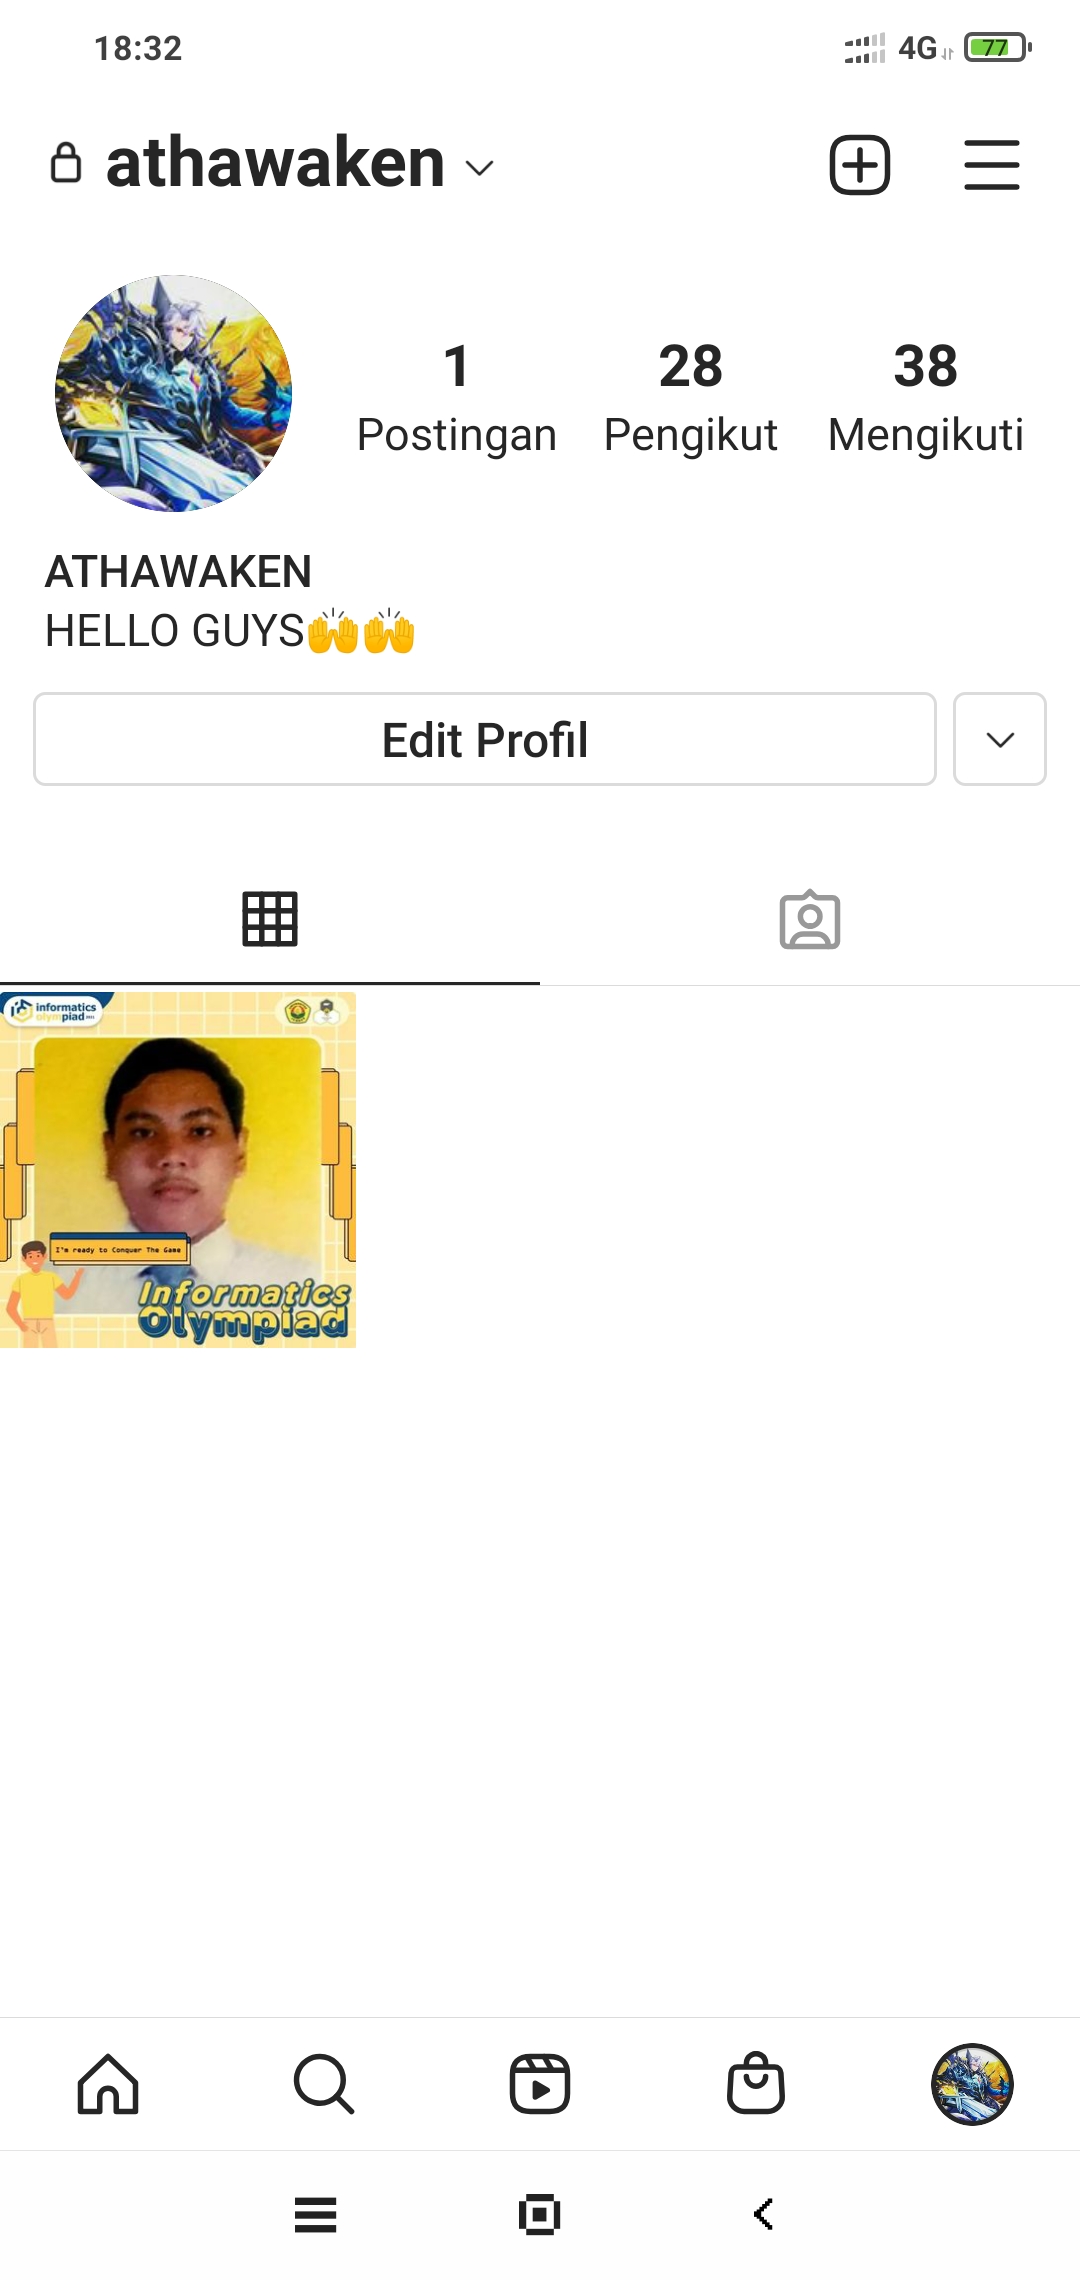 18:32
4G
77
athawaken
1
28
38
Postingan
Pengikut
Mengikuti
ATHAWAKEN
HELLO GUYS🙌🙌
Edit Profil
informatics
olympiad
I'm ready to Conquer The Game
Informatics
Olympiad